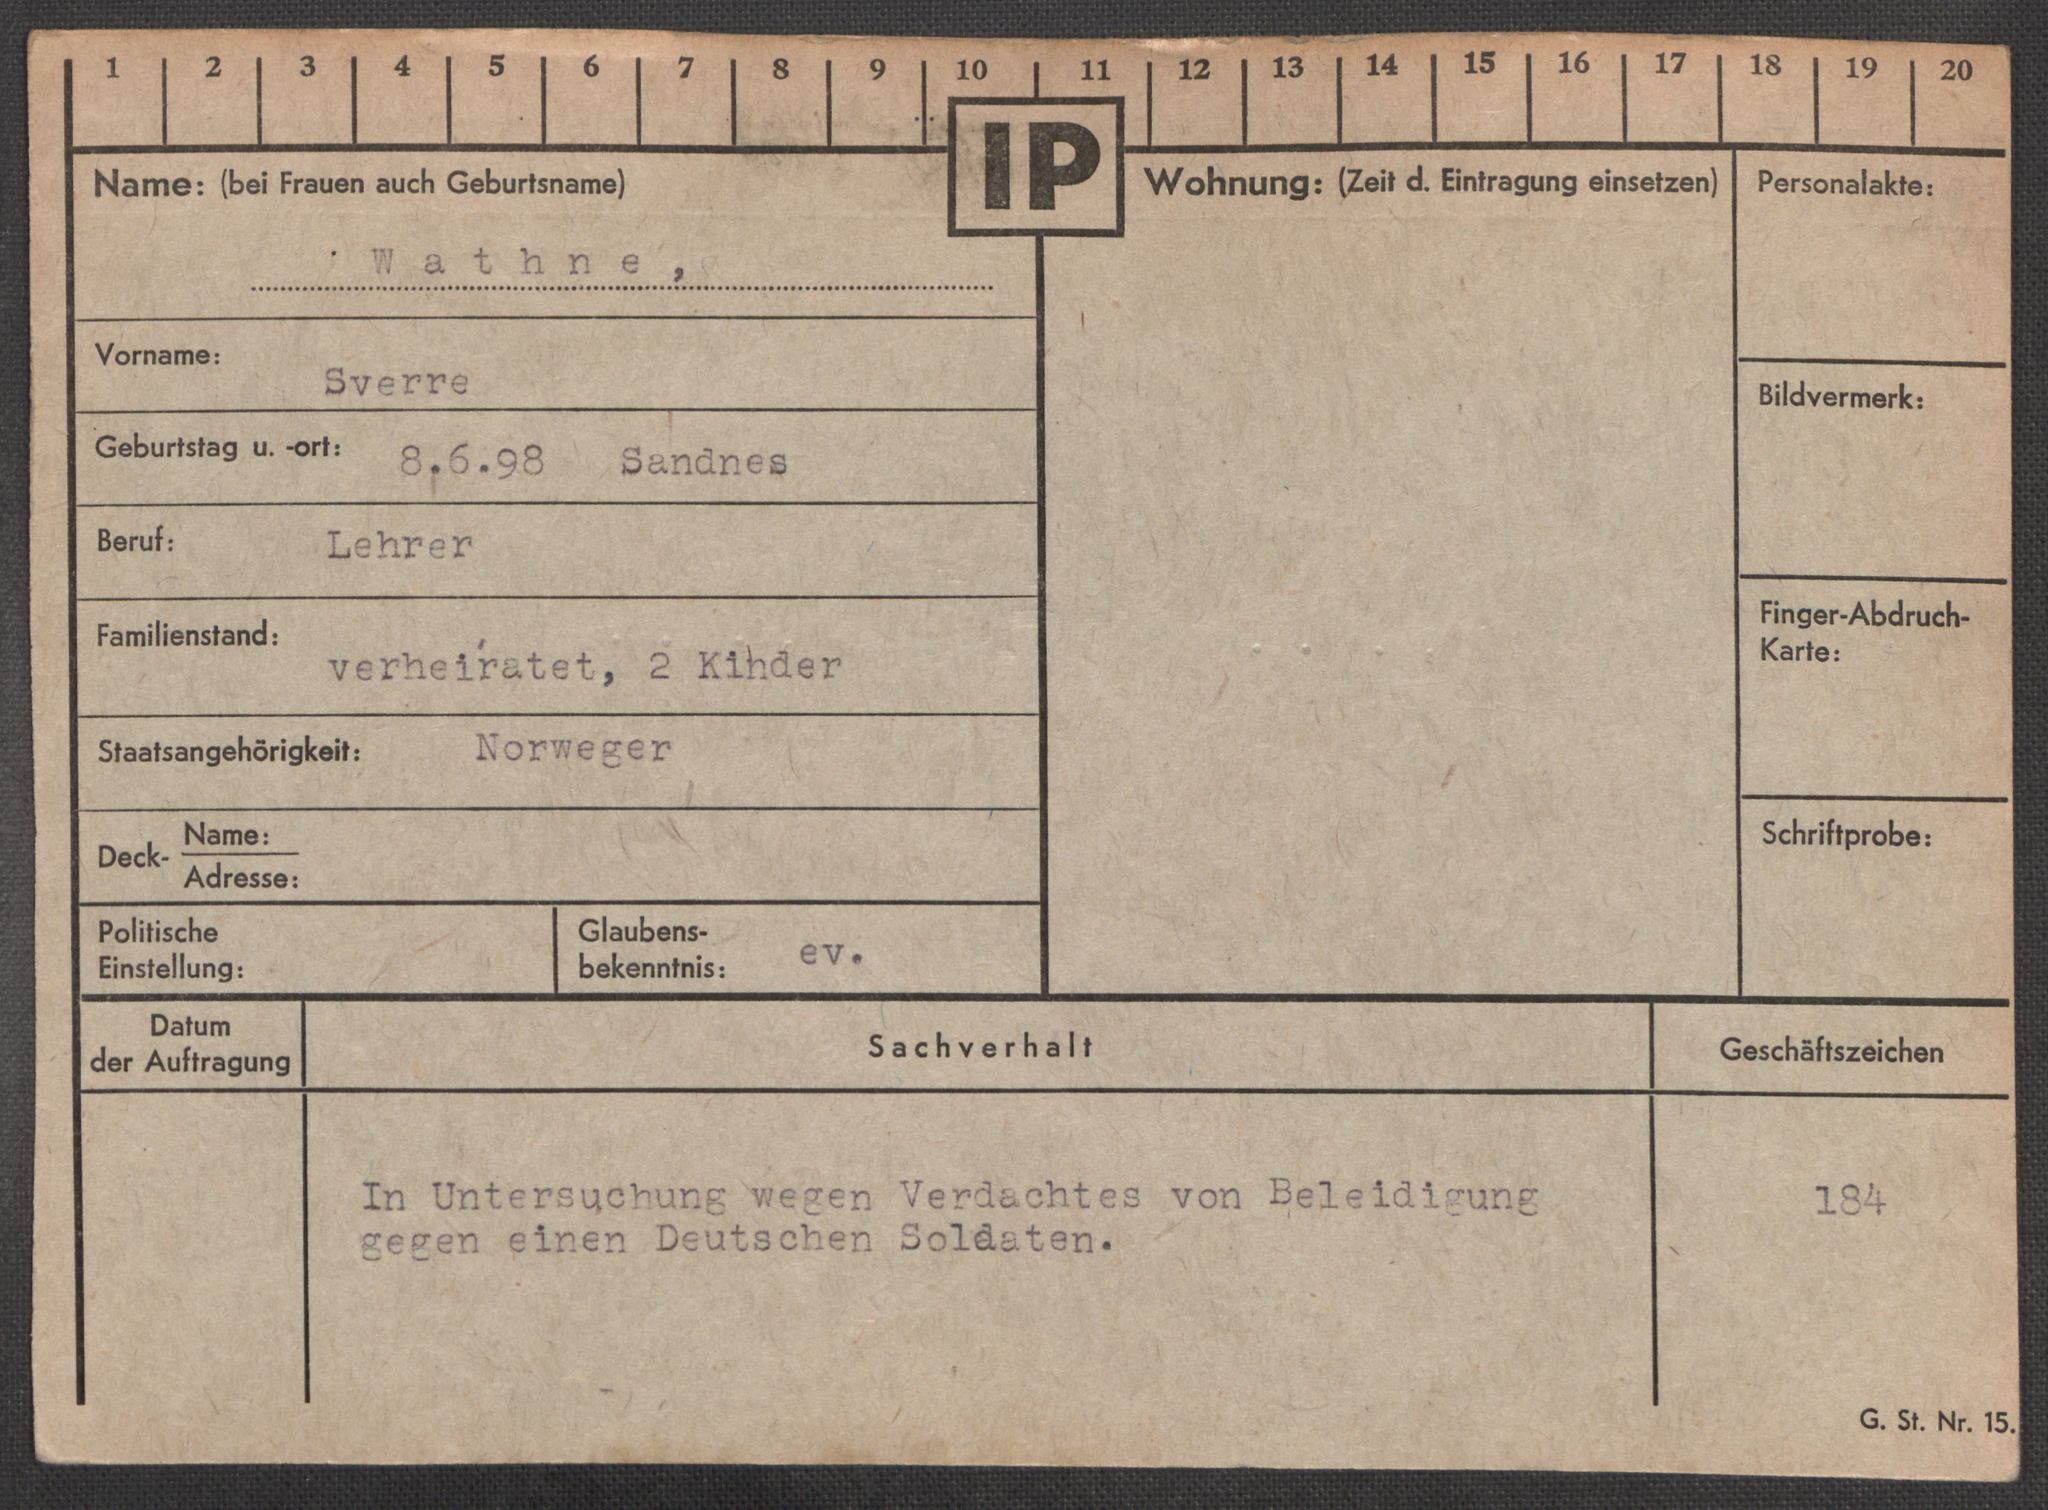 1 2 3 4 5 6 7 8 9 10 11 12 13 14 15 16 17 18 19 20
IP
Name: (bei Frauen auch Geburtsname)
Wathne,
Vorname:
Sverre
Geburtstag u. -ort: 8.6.98 Sandnes
Beruf: Lehrer
Familienstand:
verheiratet, 2 Kinder
Staatsangehörigkeit: Norweger
Deck- Name:
Adresse:
Politische
Einstellung:
Glaubens-
bekenntnis: ev.
Wohnung: (Zeit d. Eintragung einsetzen)
Personalakte:
Bildvermerk:
Finger-Abdruch-
Karte:
Schriftprobe:
Datum
der Auftragung
Sachverhalt
Geschäftszeichen
In Untersuchung wegen Verdachtes von Beleidigung
gegen einen Deutschen Soldaten.
184
G. St. Nr. 15.